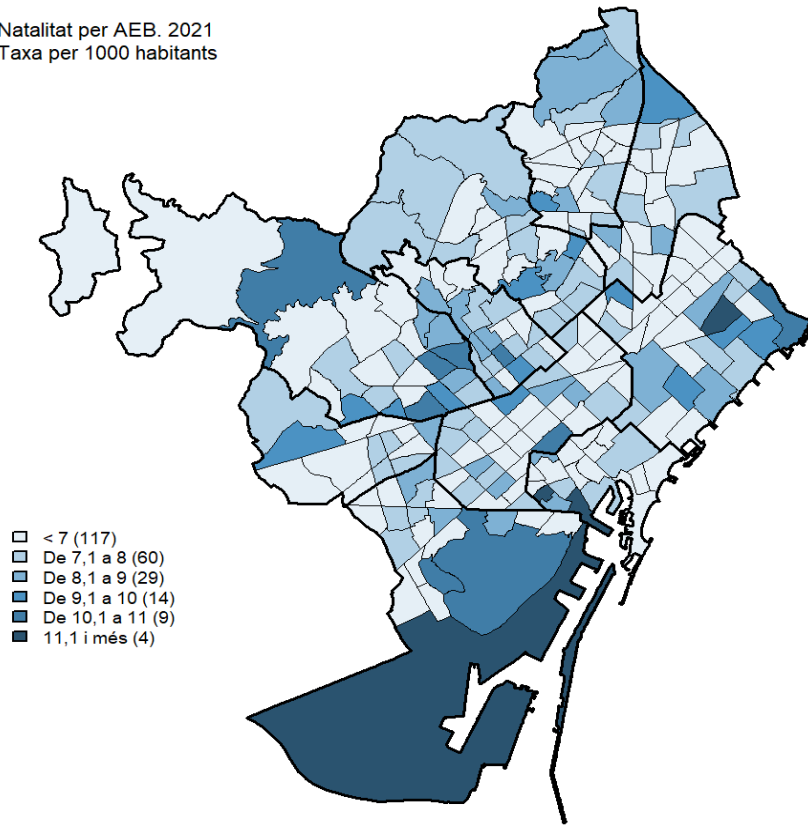 Natalitat per AEB. 2021
Taxa per 1000 habitants
< 7 (117)
De 7,1 a 8 (60)
De 8,1 a 9 (29)
De 9,1 a 10 (14)
De 10,1 a 11 (9)
11,1 i més (4)